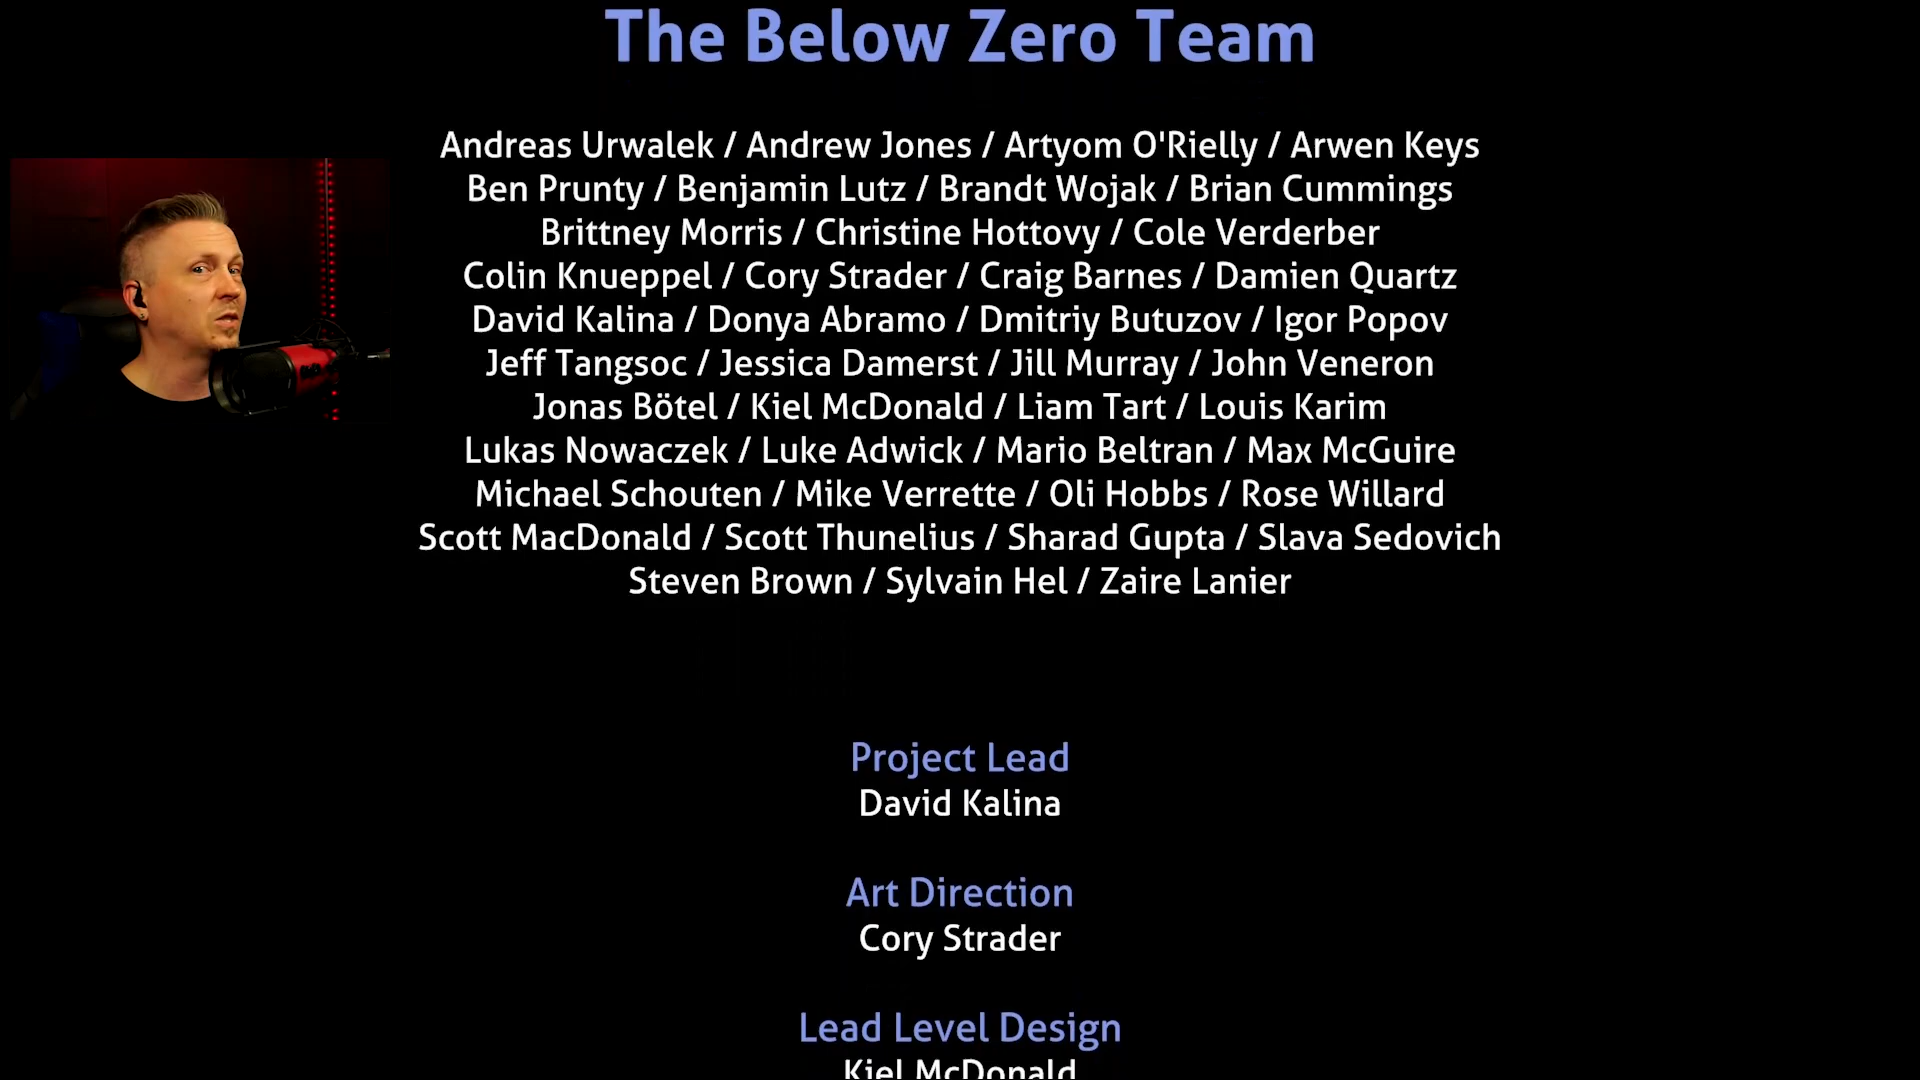 The Below Zero Team
Andreas Urwalek / Andrew Jones / Artyom O'Rielly / Arwen Keys
Ben Prunty / Benjamin Lutz / Brandt Wojak / Brian Cummings
Brittney Morris / Christine Hottovy / Cole Verderber
Colin Knueppel / Cory Strader / Craig Barnes / Damien Quartz
David Kalina / Donya Abramo / Dmitriy Butuzov / Igor Popov
Jeff Tangsoc / Jessica Damerst / Jill Murray / John Veneron
Jonas Bötel / Kiel McDonald / Liam Tart / Louis Karim
Lukas Nowaczek / Luke Adwick / Mario Beltran / Max McGuire
Michael Schouten / Mike Verrette / Oli Hobbs / Rose Willard
Scott MacDonald / Scott Thunelius / Sharad Gupta / Slava Sedovich
Steven Brown / Sylvain Hel / Zaire Lanier
Project Lead
David Kalina
Art Direction
Cory Strader
Lead Level Design
Kiel McDonald